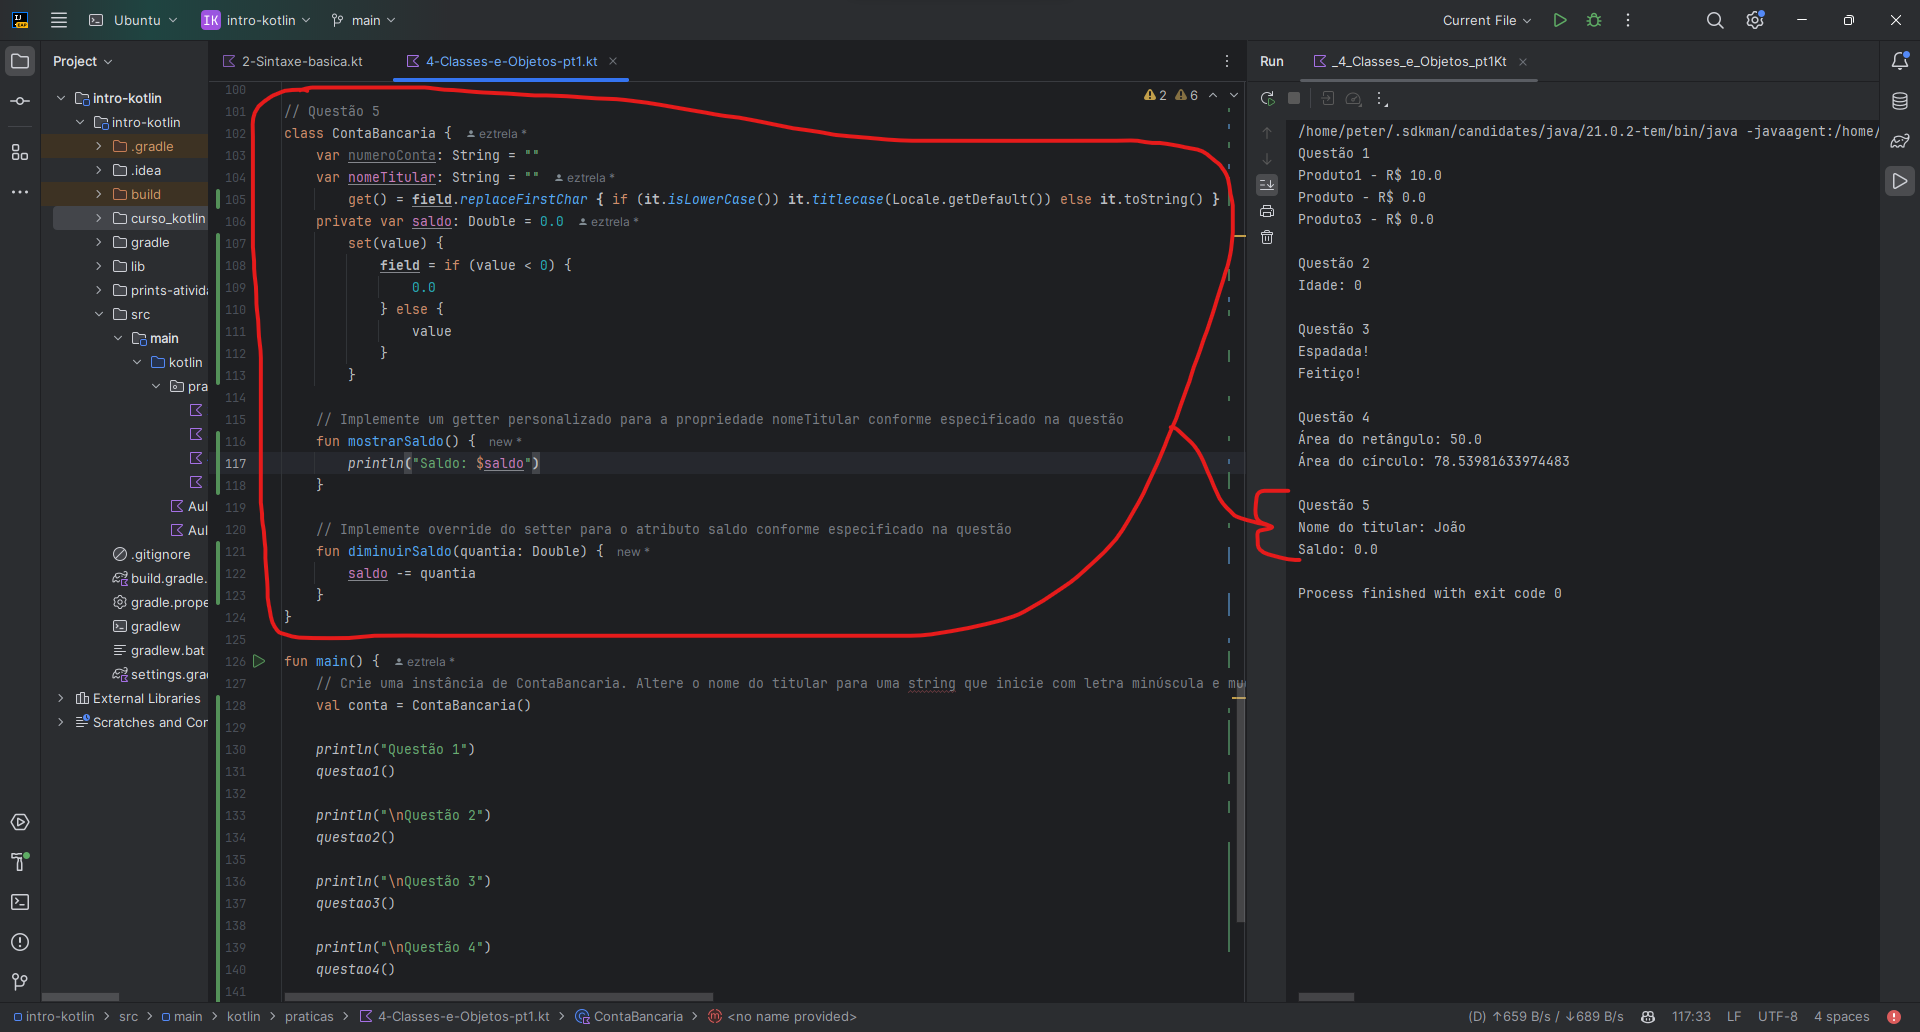 Ubuntu
IK intro-kotlin
main
Current File
Project
2-Sintaxe-basica.kt
4-Classes-e-Objetos-pt1.kt
Run
_4_Classes_e_Objetos_pt1Kt
intro-kotlin
intro-kotlin
.gradle
.idea
build
curso_kotlin
gradle
lib
prints-ativida
src
main
kotlin
pra
Aul
Aul
.gitignore
build.gradle.
gradle.prope
gradlew
gradlew.bat
settings.grad
External Libraries
Scratches and Con
2 6
100
101 // Questão 5
102 class ContaBancaria { eztrela *
103 var numeroConta: String = ""
104 var nomeTitular: String = "" eztrela *
105 get() = field.replaceFirstChar { if (it.isLowerCase()) it.titlecase(Locale.getDefault()) else it.toString() }
106 private var saldo: Double = 0.0 eztrela *
107 set(value) {
108 field = if (value < 0) {
109 0.0
110 } else {
111 value
112 }
113 }
114
115 // Implemente um getter personalizado para a propriedade nomeTitular conforme especificado na questão
116 fun mostrarSaldo() { new *
117 println("Saldo: $saldo")
118 }
119
120 // Implemente override do setter para o atributo saldo conforme especificado na questão
121 fun diminuirSaldo(quantia: Double) { new *
122 saldo -= quantia
123 }
124 }
125
126 fun main() { eztrela *
127 // Crie uma instância de ContaBancaria. Altere o nome do titular para uma string que inicie com letra minúscula e mu
128 val conta = ContaBancaria()
129
130 println("Questão 1")
131 questao1()
132
133 println("\nQuestão 2")
134 questao2()
135
136 println("\nQuestão 3")
137 questao3()
138
139 println("\nQuestão 4")
140 questao4()
141
/home/peter/.sdkman/candidates/java/21.0.2-tem/bin/java -javaagent:/home/
Questão 1
Produto1 - R$ 10.0
Produto - R$ 0.0
Produto3 - R$ 0.0
Questão 2
Idade: 0
Questão 3
Espadada!
Feitiço!
Questão 4
Área do retângulo: 50.0
Área do círculo: 78.53981633974483
Questão 5
Nome do titular: João
Saldo: 0.0
Process finished with exit code 0
intro-kotlin > src > main > kotlin > praticas > 4-Classes-e-Objetos-pt1.kt > ContaBancaria > <no name provided>
(D) ↑659 B/s / ↓689 B/s
117:33
LF
UTF-8
4 spaces